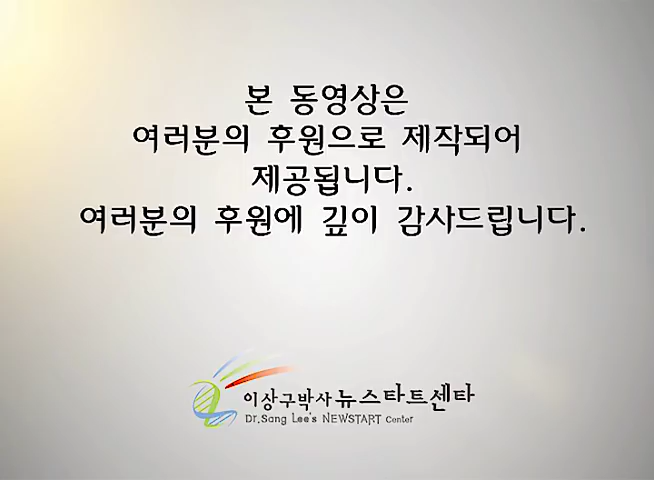 본 동영상은
여러분의 후원으로 제작되어
제공됩니다.
여러분의 후원에 깊이 감사드립니다.
이상구박사 뉴스타트센타
Dr.Sang Lee's NEWSTART Center